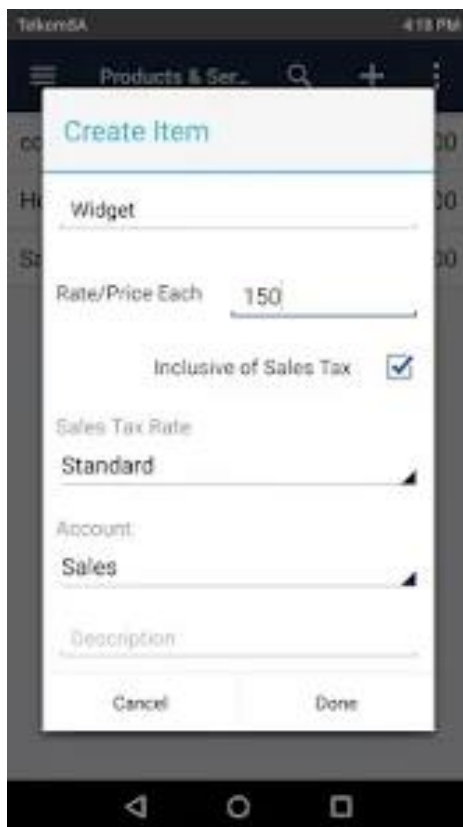 TelkomSA 4:18 PM
Products & Ser...
Create Item
Widget
Rate/Price Each 150
Inclusive of Sales Tax
Sales Tax Rate
Standard
Account
Sales
Description
Cancel Done